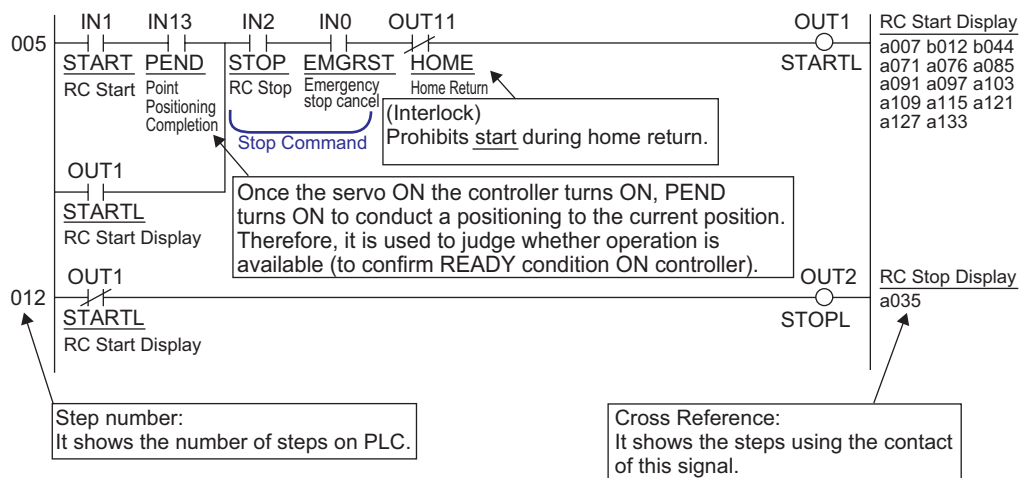 IN1 IN13 IN2 IN0 OUT11 OUT1 RC Start Display
005
START PEND STOP EMGRST HOME STARTL
RC Start Point Positioning Completion RC Stop Emergency stop cancel Home Return
a007 b012 b044
a071 a076 a085
a091 a097 a103
a109 a115 a121
a127 a133
Stop Command
(Interlock)
Prohibits start during home return.
OUT1
STARTL
RC Start Display
Once the servo ON the controller turns ON, PEND
turns ON to conduct a positioning to the current position.
Therefore, it is used to judge whether operation is
available (to confirm READY condition ON controller).
OUT1 OUT2 RC Stop Display
012 a035
STARTL STOPL
RC Start Display
Step number:
It shows the number of steps on PLC.
Cross Reference:
It shows the steps using the contact
of this signal.